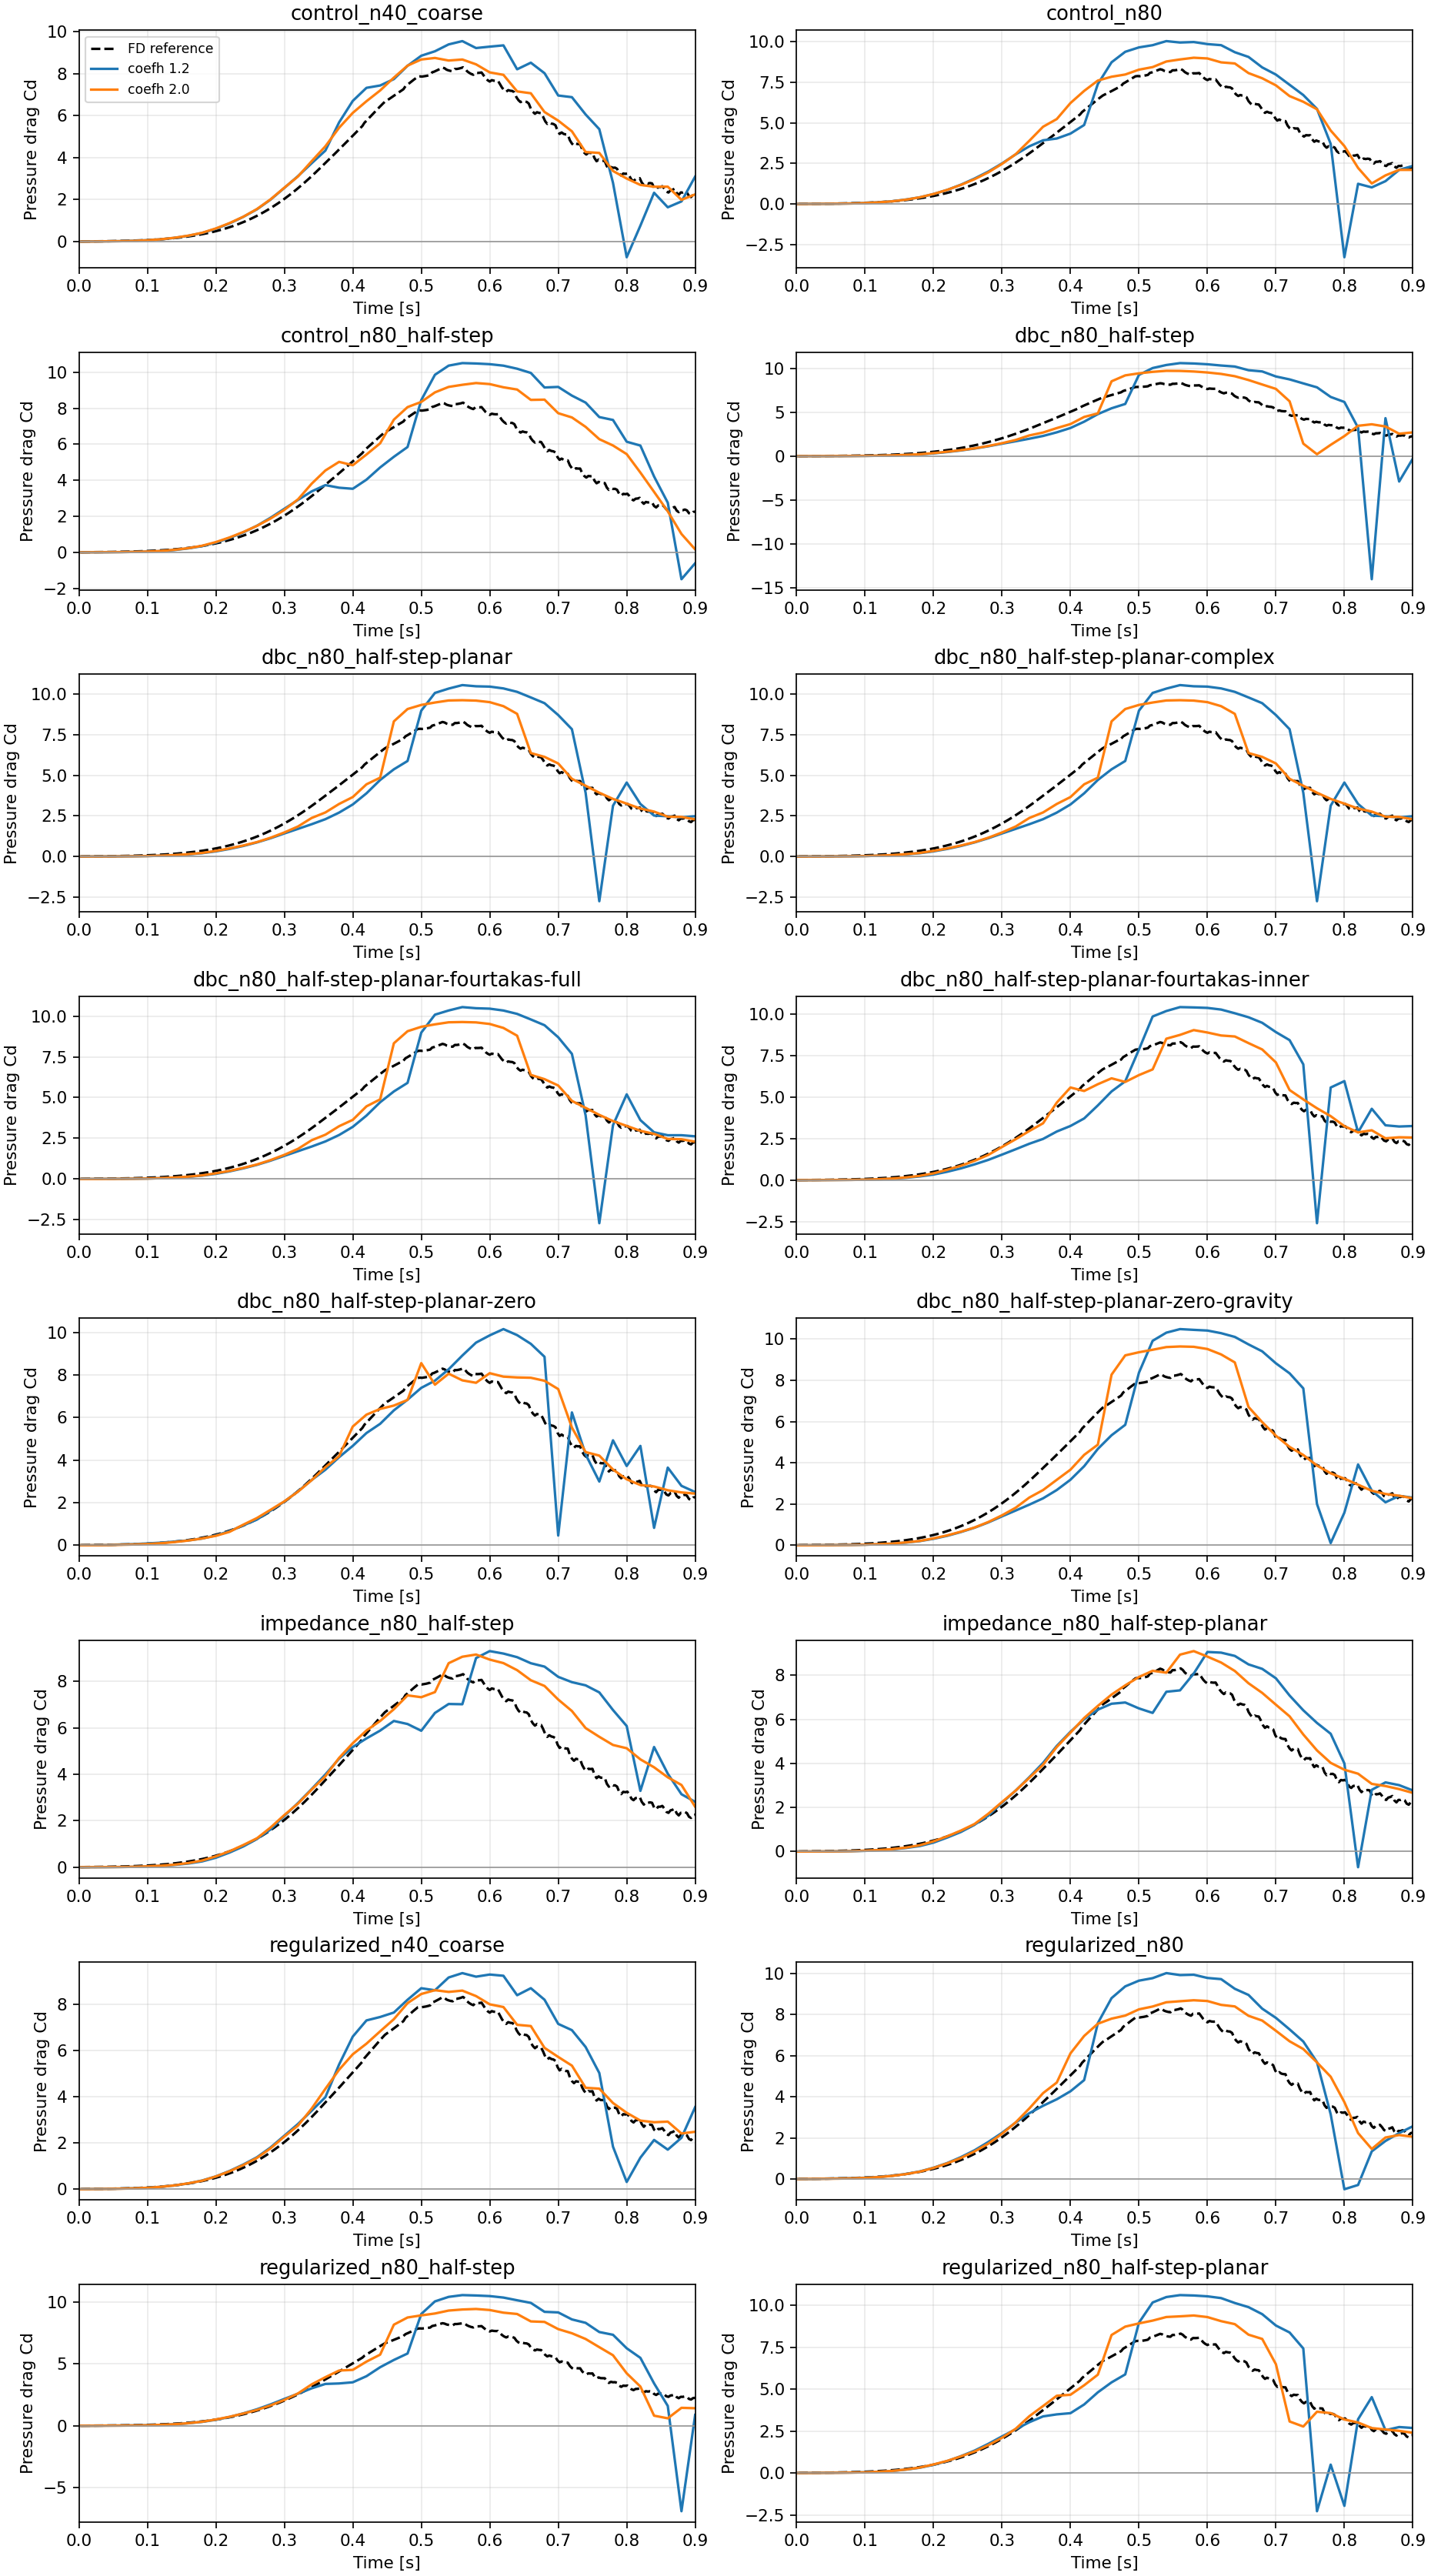 control_n40_coarse
10
8
6
4
2
0
Pressure drag Cd
FD reference
coefh 1.2
coefh 2.0
0.0 0.1 0.2 0.3 0.4 0.5 0.6 0.7 0.8 0.9
Time [s]
control_n80
10.0
7.5
5.0
2.5
0.0
−2.5
Pressure drag Cd
0.0 0.1 0.2 0.3 0.4 0.5 0.6 0.7 0.8 0.9
Time [s]
control_n80_half-step
10
8
6
4
2
0
−2
Pressure drag Cd
0.0 0.1 0.2 0.3 0.4 0.5 0.6 0.7 0.8 0.9
Time [s]
dbc_n80_half-step
10
5
0
−5
−10
−15
Pressure drag Cd
0.0 0.1 0.2 0.3 0.4 0.5 0.6 0.7 0.8 0.9
Time [s]
dbc_n80_half-step-planar
10.0
7.5
5.0
2.5
0.0
−2.5
Pressure drag Cd
0.0 0.1 0.2 0.3 0.4 0.5 0.6 0.7 0.8 0.9
Time [s]
dbc_n80_half-step-planar-complex
10.0
7.5
5.0
2.5
0.0
−2.5
Pressure drag Cd
0.0 0.1 0.2 0.3 0.4 0.5 0.6 0.7 0.8 0.9
Time [s]
dbc_n80_half-step-planar-fourtakas-full
10.0
7.5
5.0
2.5
0.0
−2.5
Pressure drag Cd
0.0 0.1 0.2 0.3 0.4 0.5 0.6 0.7 0.8 0.9
Time [s]
dbc_n80_half-step-planar-fourtakas-inner
10.0
7.5
5.0
2.5
0.0
−2.5
Pressure drag Cd
0.0 0.1 0.2 0.3 0.4 0.5 0.6 0.7 0.8 0.9
Time [s]
dbc_n80_half-step-planar-zero
10
8
6
4
2
0
Pressure drag Cd
0.0 0.1 0.2 0.3 0.4 0.5 0.6 0.7 0.8 0.9
Time [s]
dbc_n80_half-step-planar-zero-gravity
10
8
6
4
2
0
Pressure drag Cd
0.0 0.1 0.2 0.3 0.4 0.5 0.6 0.7 0.8 0.9
Time [s]
impedance_n80_half-step
8
6
4
2
0
Pressure drag Cd
0.0 0.1 0.2 0.3 0.4 0.5 0.6 0.7 0.8 0.9
Time [s]
impedance_n80_half-step-planar
8
6
4
2
0
Pressure drag Cd
0.0 0.1 0.2 0.3 0.4 0.5 0.6 0.7 0.8 0.9
Time [s]
regularized_n40_coarse
8
6
4
2
0
Pressure drag Cd
0.0 0.1 0.2 0.3 0.4 0.5 0.6 0.7 0.8 0.9
Time [s]
regularized_n80
10
8
6
4
2
0
Pressure drag Cd
0.0 0.1 0.2 0.3 0.4 0.5 0.6 0.7 0.8 0.9
Time [s]
regularized_n80_half-step
10
5
0
−5
Pressure drag Cd
0.0 0.1 0.2 0.3 0.4 0.5 0.6 0.7 0.8 0.9
Time [s]
regularized_n80_half-step-planar
10.0
7.5
5.0
2.5
0.0
−2.5
Pressure drag Cd
0.0 0.1 0.2 0.3 0.4 0.5 0.6 0.7 0.8 0.9
Time [s]